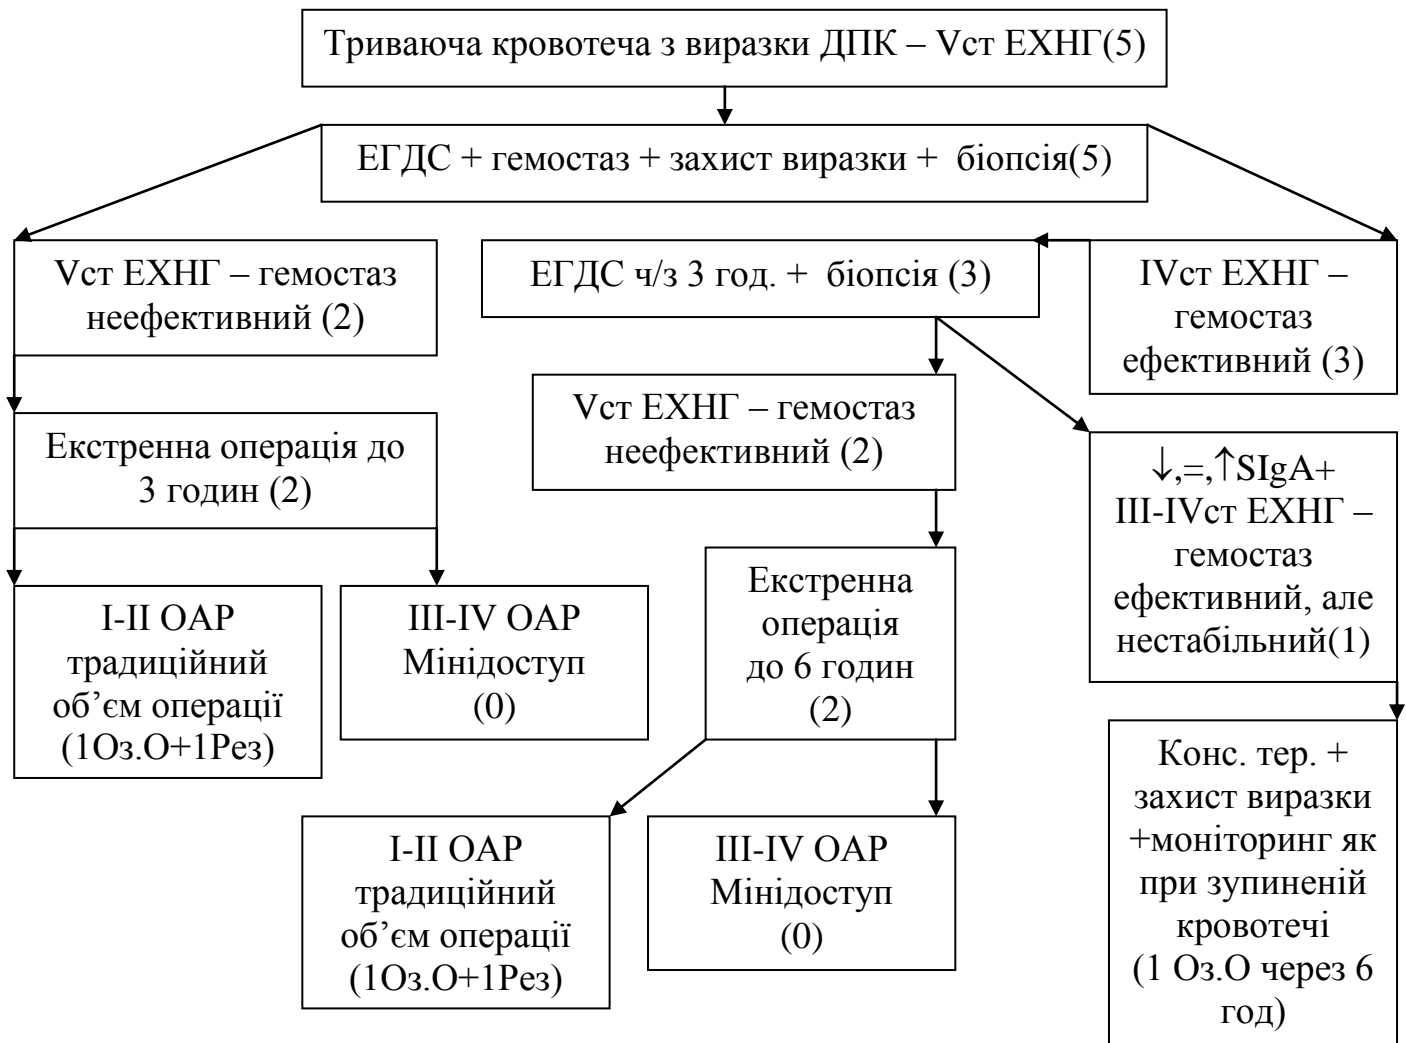 Триваюча кровотеча з виразки ДПК – Vст ЕХНГ(5)
ЕГДС + гемостаз + захист виразки + біопсія(5)
Vст ЕХНГ – гемостаз
неефективний (2)
ЕГДС ч/з 3 год. + біопсія (3)
IVст ЕХНГ –
гемостаз
ефективний (3)
Vст ЕХНГ – гемостаз
неефективний (2)
Екстренна операція до
3 годин (2)
↓,=,↑SIgA+
III-IVст ЕХНГ –
гемостаз
ефективний, але
нестабільний(1)
Екстренна
операція
до 6 годин
(2)
I-II ОАР
традиційний
об’єм операції
(1Оз.О+1Рез)
III-IV ОАР
Мінідоступ
(0)
Конс. тер. +
захист виразки
+моніторинг як
при зупиненій
кровотечі
(1 Оз.О через 6
год)
I-II ОАР
традиційний
об’єм операції
(1Оз.О+1Рез)
III-IV ОАР
Мінідоступ
(0)